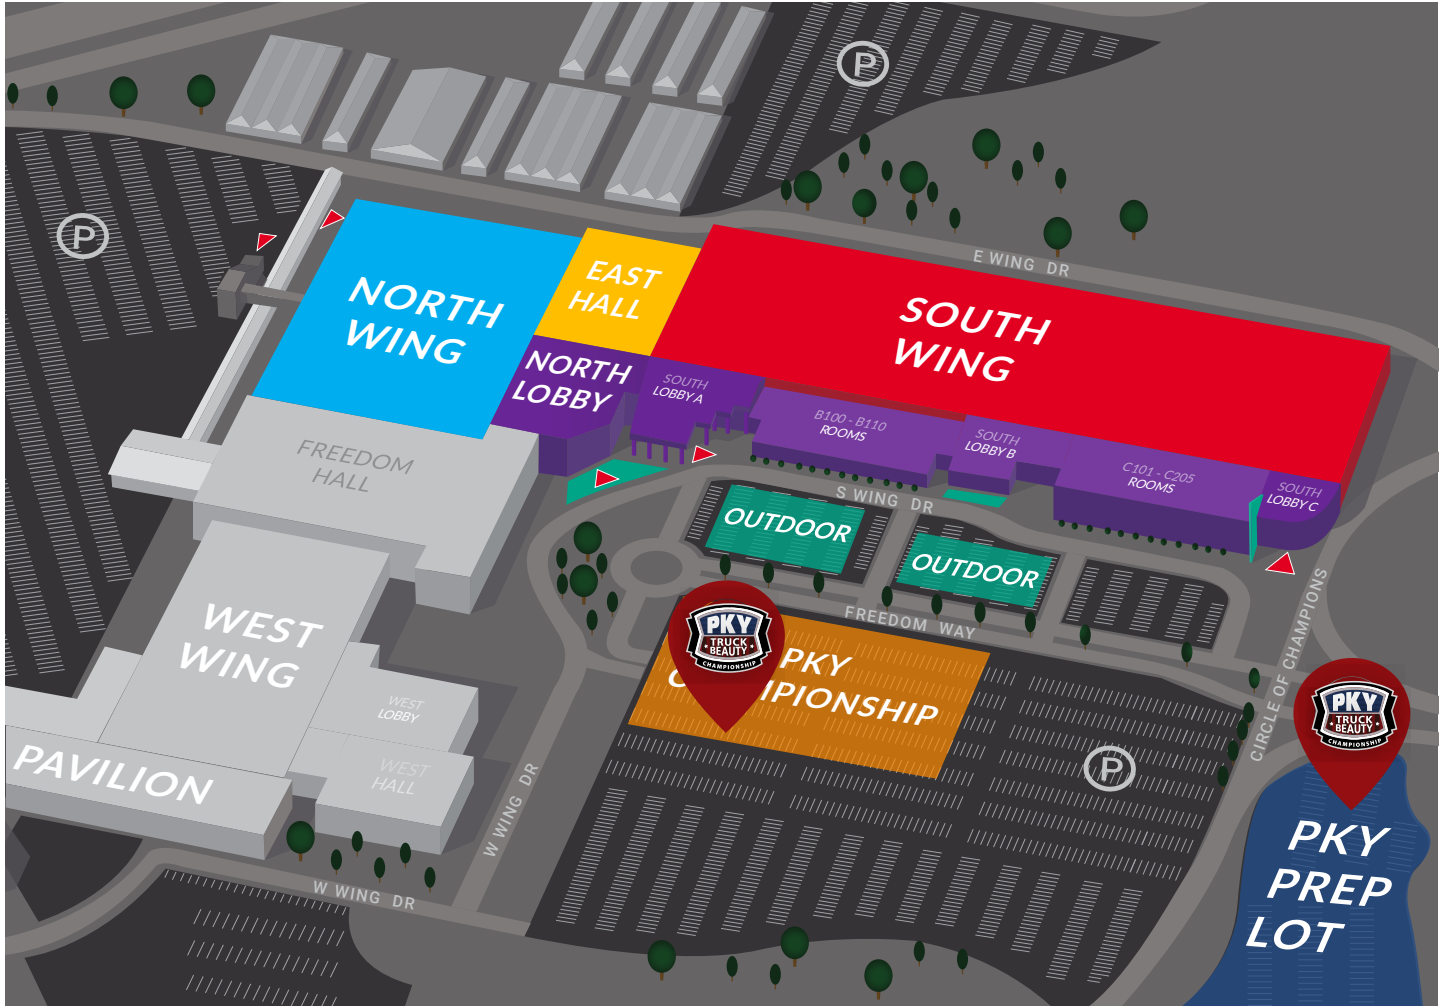 P
P
E WING DR
NORTH
WING
EAST
HALL
SOUTH
WING
NORTH
LOBBY
SOUTH
LOBBY A
B100 - B110
ROOMS
SOUTH
LOBBY B
C101 - C205
ROOMS
SOUTH
LOBBY C
FREEDOM
HALL
S WING DR
OUTDOOR
OUTDOOR
FREEDOM WAY
CIRCLE OF CHAMPIONS
WEST
WING
WEST
LOBBY
WEST
HALL
PAVILION
W WING DR
W WING DR
PKY
TRUCK
BEAUTY
CHAMPIONSHIP
PKY
C IPIONSHIP
P
PKY
TRUCK
BEAUTY
CHAMPIONSHIP
PKY
PREP
LOT